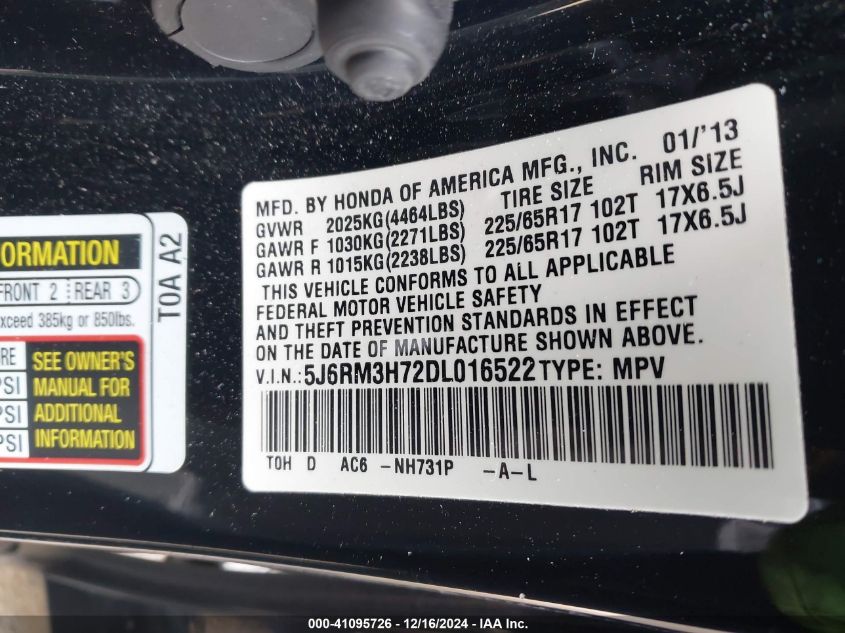 ORMATION
FRONT 2 REAR 3
xceed 385kg or 850lbs.
RE
PSI
PSI
PSI
SEE OWNER'S
MANUAL FOR
ADDITIONAL
INFORMATION
T0A A2
MFD. BY HONDA OF AMERICA MFG., INC. 01/'13
GVWR 2025KG(4464LBS) TIRE SIZE RIM SIZE
GAWR F 1030KG(2271LBS) 225/65R17 102T 17X6.5J
GAWR R 1015KG(2238LBS) 225/65R17 102T 17X6.5J
THIS VEHICLE CONFORMS TO ALL APPLICABLE
FEDERAL MOTOR VEHICLE SAFETY
AND THEFT PREVENTION STANDARDS IN EFFECT
ON THE DATE OF MANUFACTURE SHOWN ABOVE.
V.I.N.:5J6RM3H72DL016522 TYPE: MPV
T0H D AC6 -NH731P -A-L
000-41095726 / 12/16/2024 - IAA Inc.